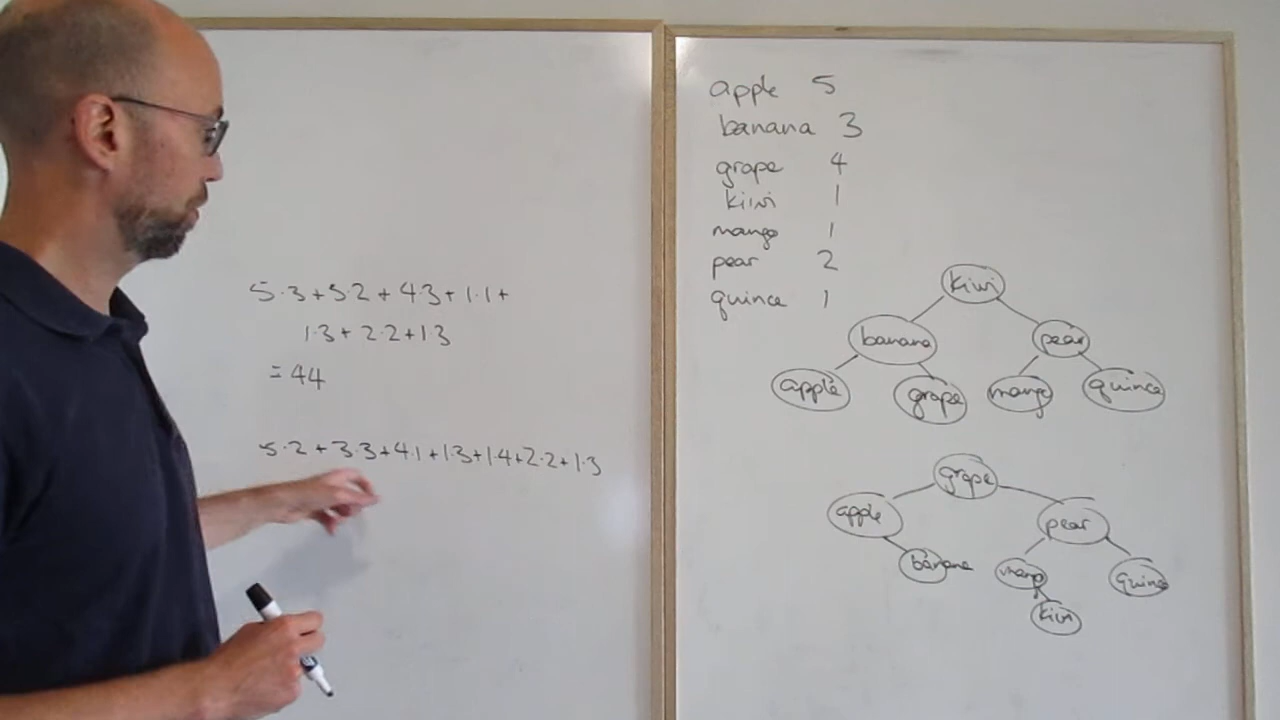 5·3+3·2+4·3+1·1+
1·3+2·2+1·3
=44
5·2+3·3+4·1+1·3+1·4+2·2+1·3
apple 5
banana 3
grape 4
kiwi 1
mango 1
pear 2
quince 1
kiwi
banana pear
apple grape mango quince
grape
apple pear
banana mango quince
kiwi